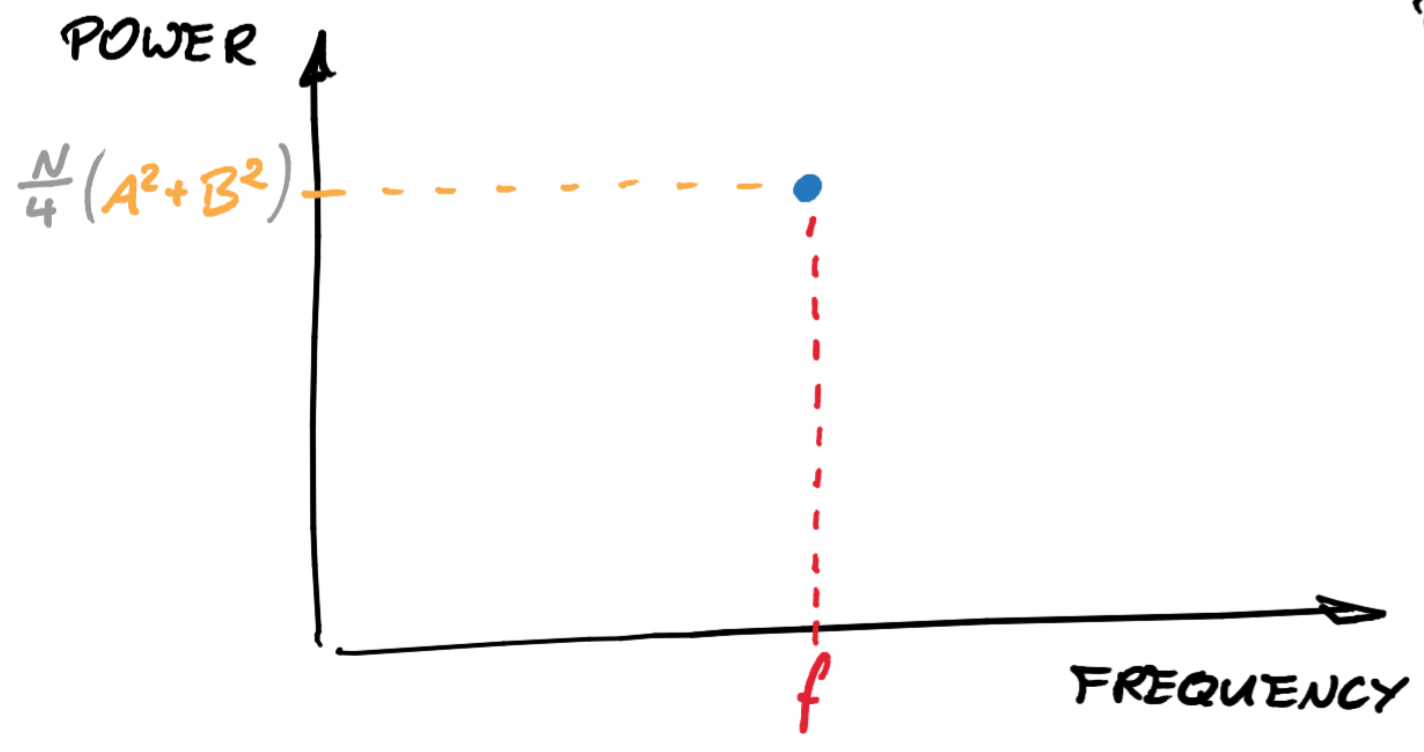 POWER
N/4 (A²+B²)
f
FREQUENCY